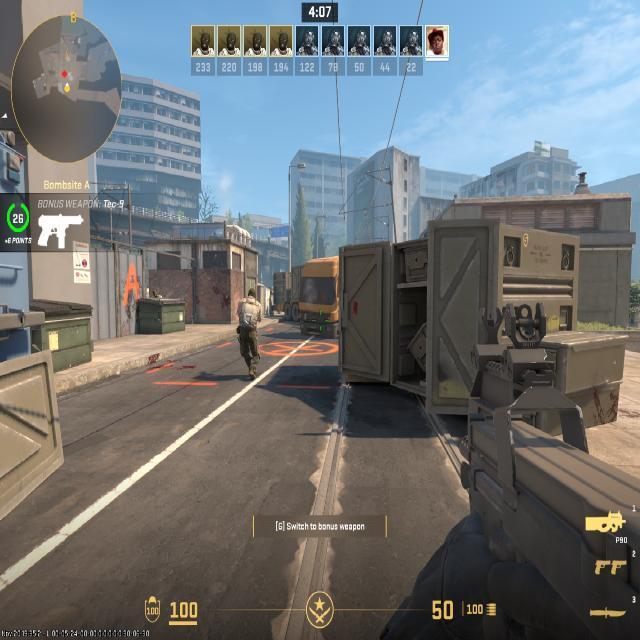 4:07
B
233 220 198 194 122 78 50 44 22
Bombsite A
BONUS WEAPON: Tec-9
26
+6 POINTS
A
[G] Switch to bonus weapon
1
P90
2
3
100
50
100